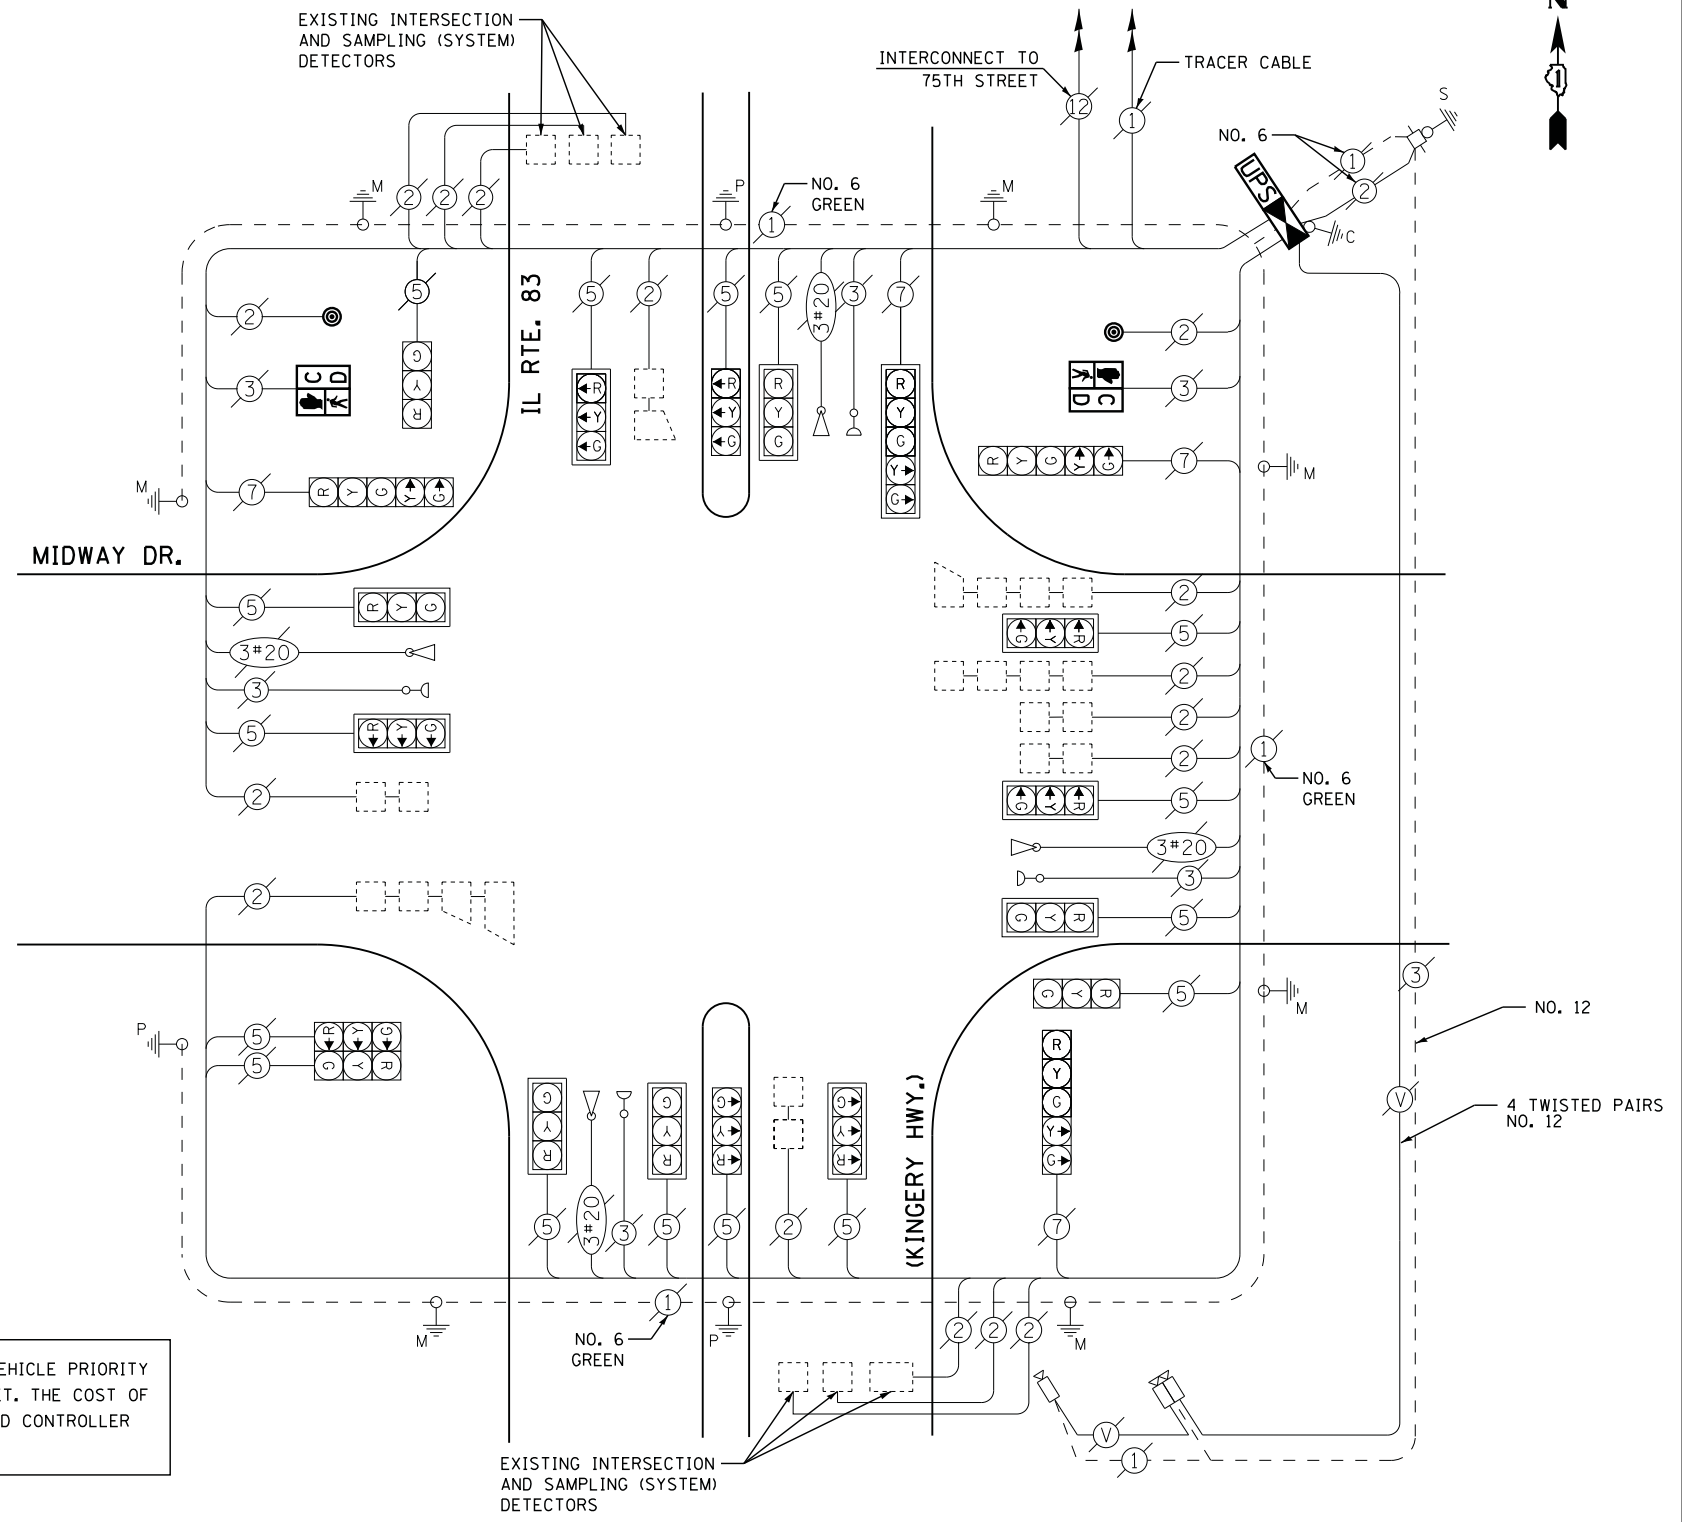 EXISTING INTERSECTION
AND SAMPLING (SYSTEM)
DETECTORS
INTERCONNECT TO
75TH STREET
TRACER CABLE
12
1
N
1
S
NO. 6
1
2
UPS
C
M
2
2
2
P
NO. 6
GREEN
1
M
5
IL RTE. 83
5
2
5
5
3#20
3
7
2
3
C D
G
Y
R
R
Y
G
R
Y
G
R
Y
G
R
Y
G
Y
G
2
3
C
D
M
7
R Y G Y G
R Y G Y G
7
M
MIDWAY DR.
5
R Y G
3#20
3
5
R Y G
2
2
5
G Y R
2
2
2
5
G Y R
3#20
3
5
G Y R
1
NO. 6
GREEN
2
P
5
R Y G
5
G Y R
G Y R
5
M
3
NO. 12
V
4 TWISTED PAIRS
NO. 12
R
Y
G
Y
G
7
G
Y
R
G
Y
R
G
Y
R
G
Y
R
5
3#20
3
5
5
2
5
(KINGERY HWY.)
M
1
NO. 6
GREEN
P
2
2
2
M
EXISTING INTERSECTION
AND SAMPLING (SYSTEM)
DETECTORS
V
1
EHICLE PRIORITY
T. THE COST OF
D CONTROLLER